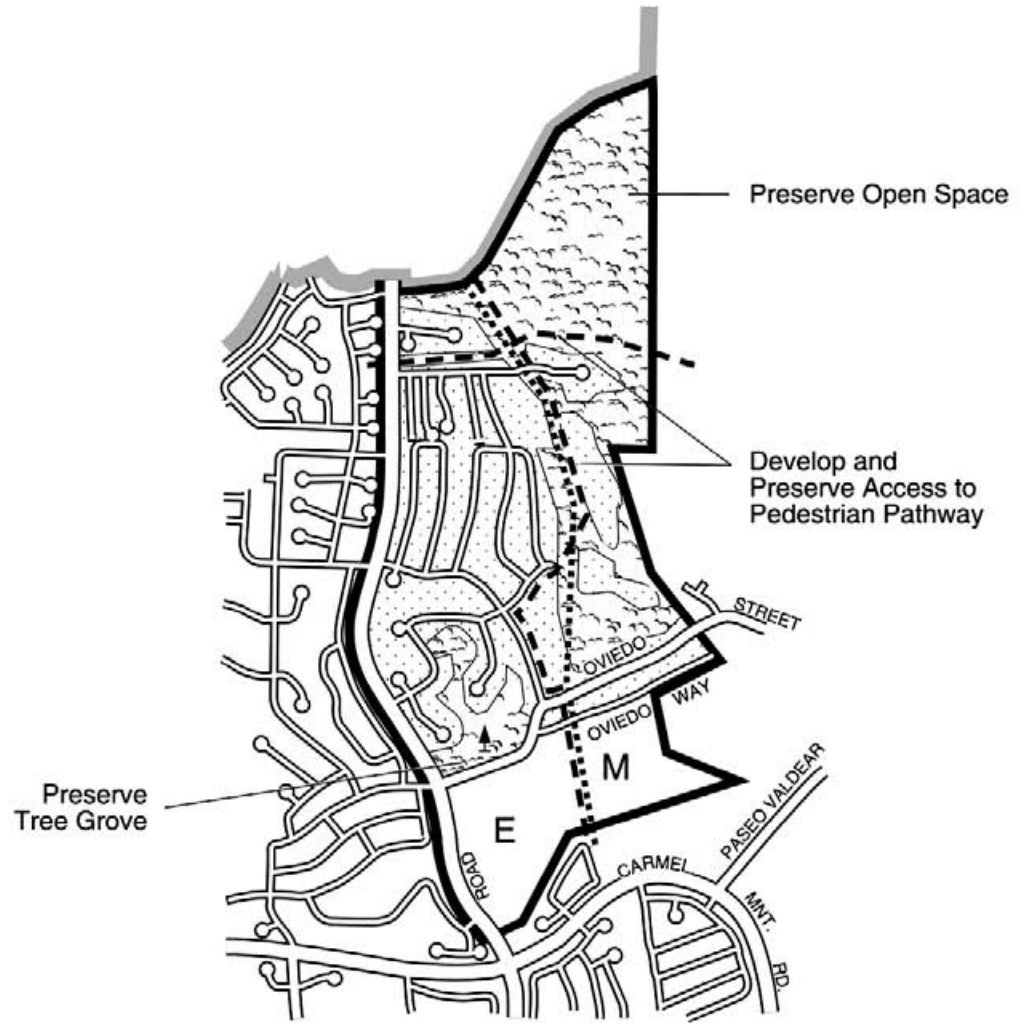 Preserve Open Space
Develop and
Preserve Access to
Pedestrian Pathway
STREET
OVIEDO
WAY
OVIEDO
M
PASEO VALDEAR
Preserve
Tree Grove
E
ROAD
CARMEL
MNT.
RD.